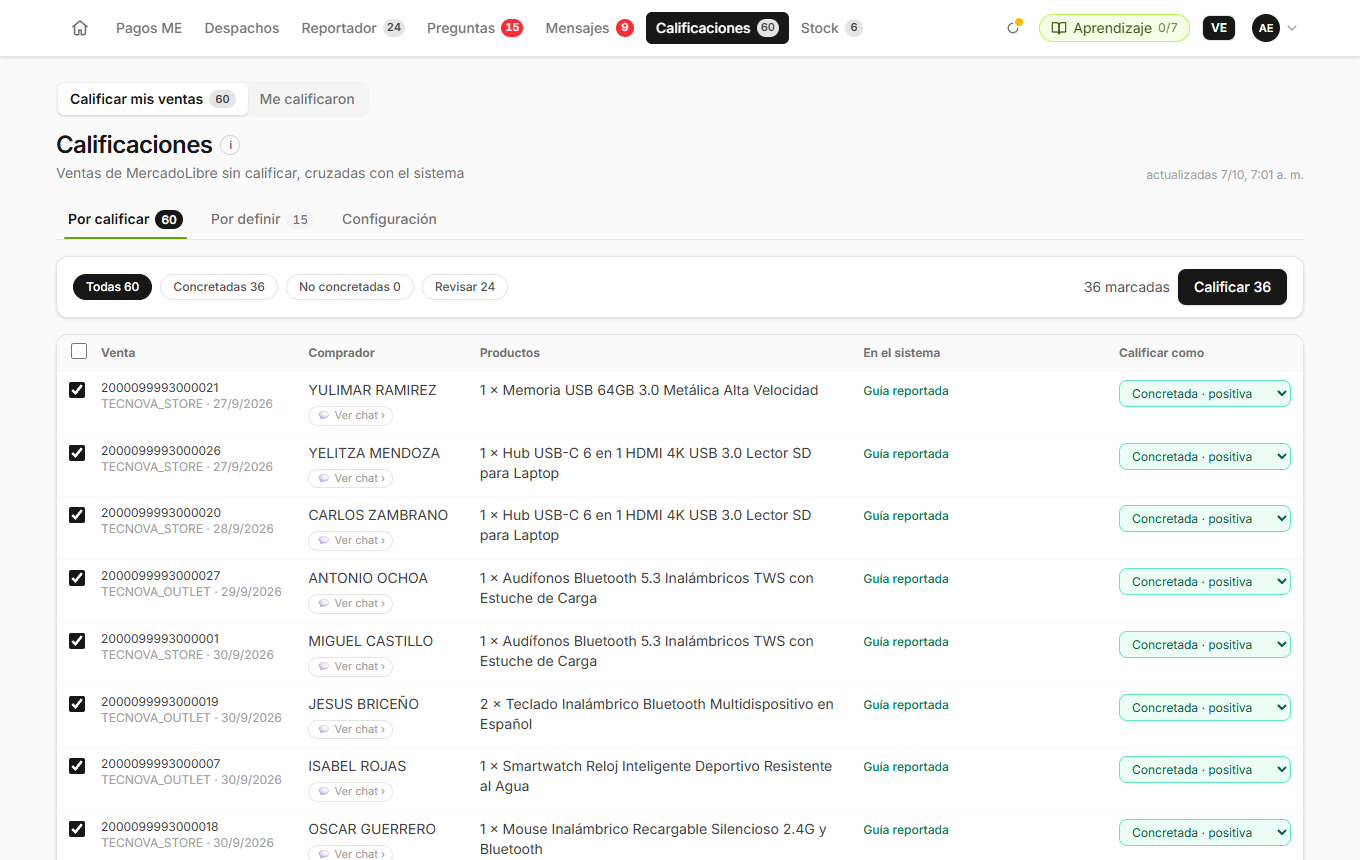 Pagos ME
Despachos
Reportador 24
Preguntas 15
Mensajes 9
Calificaciones 60
Stock 6
Aprendizaje 0/7
VE
AE
Calificar mis ventas 60
Me calificaron
Calificaciones i
Ventas de MercadoLibre sin calificar, cruzadas con el sistema
actualizadas 7/10, 7:01 a. m.
Por calificar 60
Por definir 15
Configuración
Todas 60
Concretadas 36
No concretadas 0
Revisar 24
36 marcadas
Calificar 36
Venta
Comprador
Productos
En el sistema
Calificar como
2000099993000021
TECNOVA_STORE · 27/9/2026
YULIMAR RAMIREZ
Ver chat ›
1 × Memoria USB 64GB 3.0 Metálica Alta Velocidad
Guía reportada
Concretada · positiva
2000099993000026
TECNOVA_STORE · 27/9/2026
YELITZA MENDOZA
Ver chat ›
1 × Hub USB-C 6 en 1 HDMI 4K USB 3.0 Lector SD
para Laptop
Guía reportada
Concretada · positiva
2000099993000020
TECNOVA_STORE · 28/9/2026
CARLOS ZAMBRANO
Ver chat ›
1 × Hub USB-C 6 en 1 HDMI 4K USB 3.0 Lector SD
para Laptop
Guía reportada
Concretada · positiva
2000099993000027
TECNOVA_OUTLET · 29/9/2026
ANTONIO OCHOA
Ver chat ›
1 × Audífonos Bluetooth 5.3 Inalámbricos TWS con
Estuche de Carga
Guía reportada
Concretada · positiva
2000099993000001
TECNOVA_STORE · 30/9/2026
MIGUEL CASTILLO
Ver chat ›
1 × Audífonos Bluetooth 5.3 Inalámbricos TWS con
Estuche de Carga
Guía reportada
Concretada · positiva
2000099993000019
TECNOVA_OUTLET · 30/9/2026
JESUS BRICEÑO
Ver chat ›
2 × Teclado Inalámbrico Bluetooth Multidispositivo en
Español
Guía reportada
Concretada · positiva
2000099993000007
TECNOVA_OUTLET · 30/9/2026
ISABEL ROJAS
Ver chat ›
1 × Smartwatch Reloj Inteligente Deportivo Resistente
al Agua
Guía reportada
Concretada · positiva
2000099993000018
TECNOVA_STORE · 30/9/2026
OSCAR GUERRERO
Ver chat ›
1 × Mouse Inalámbrico Recargable Silencioso 2.4G y
Bluetooth
Guía reportada
Concretada · positiva